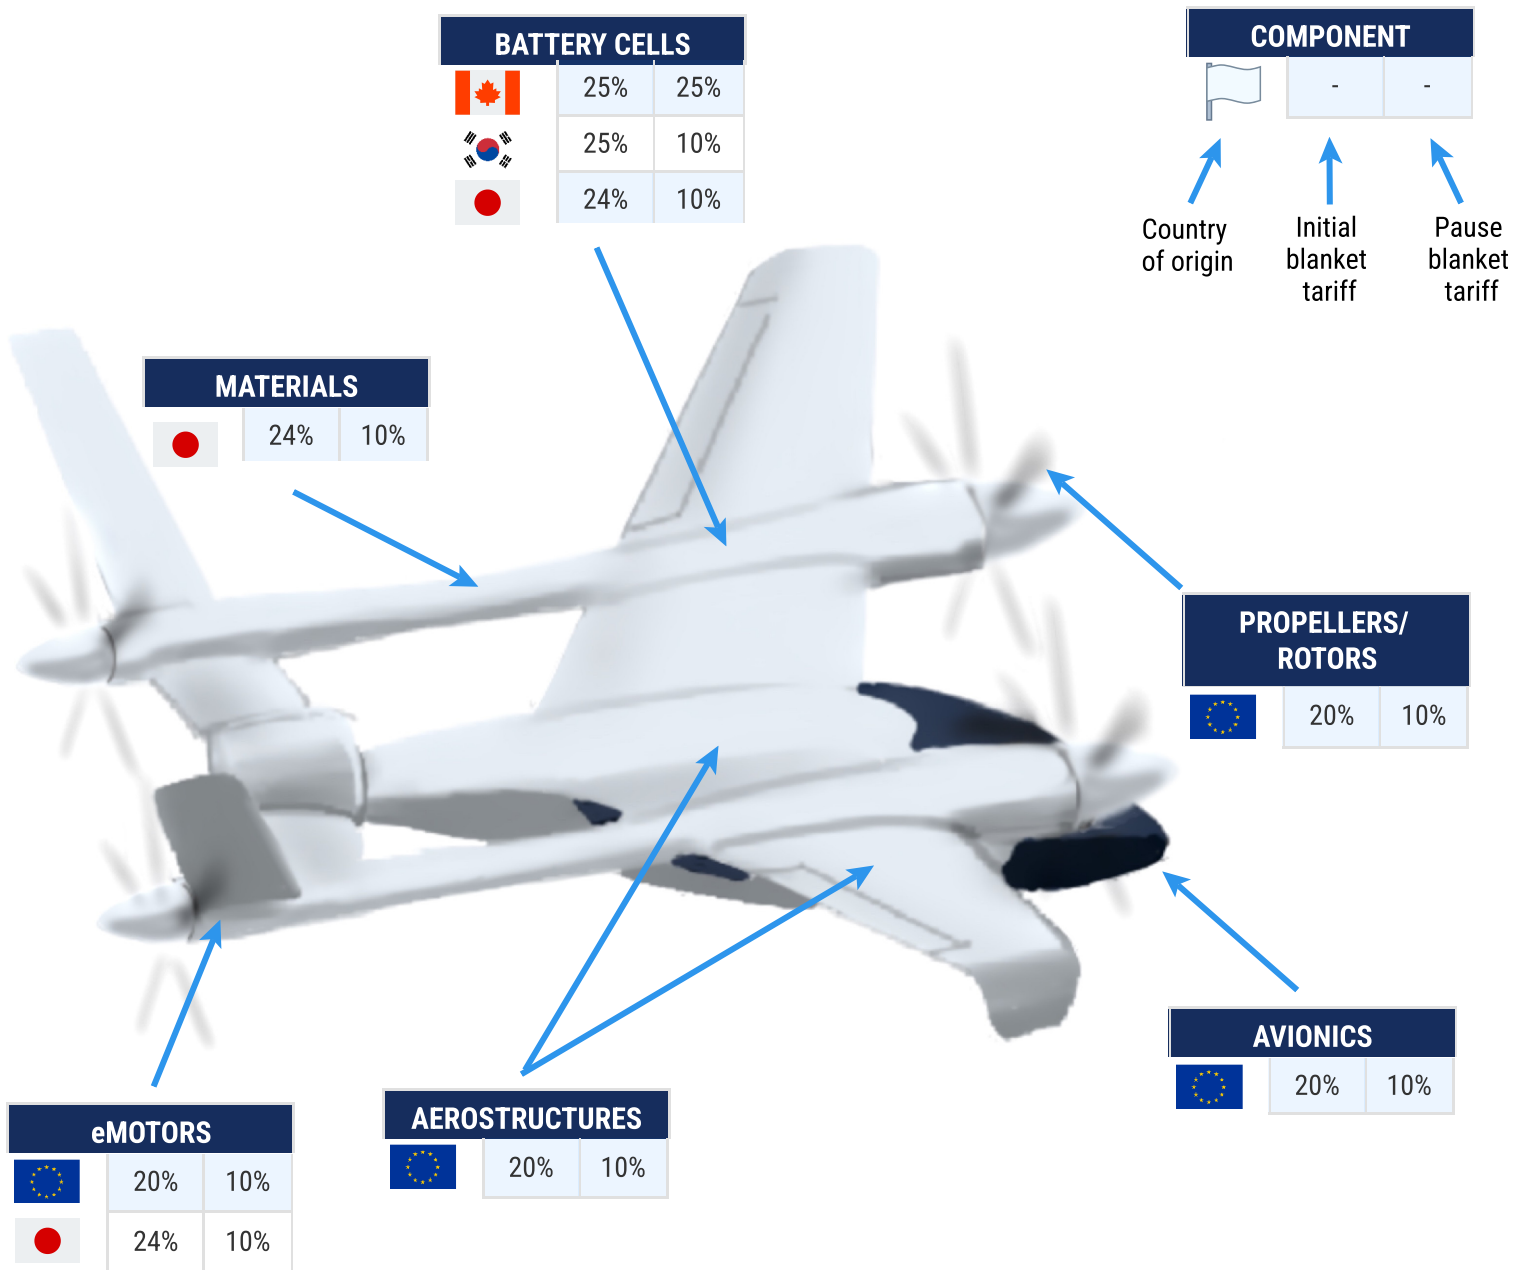 BATTERY CELLS
25% 25%
25% 10%
24% 10%
COMPONENT
- -
Country
of origin
Initial
blanket
tariff
Pause
blanket
tariff
MATERIALS
24% 10%
PROPELLERS/
ROTORS
20% 10%
AVIONICS
20% 10%
AEROSTRUCTURES
20% 10%
eMOTORS
20% 10%
24% 10%